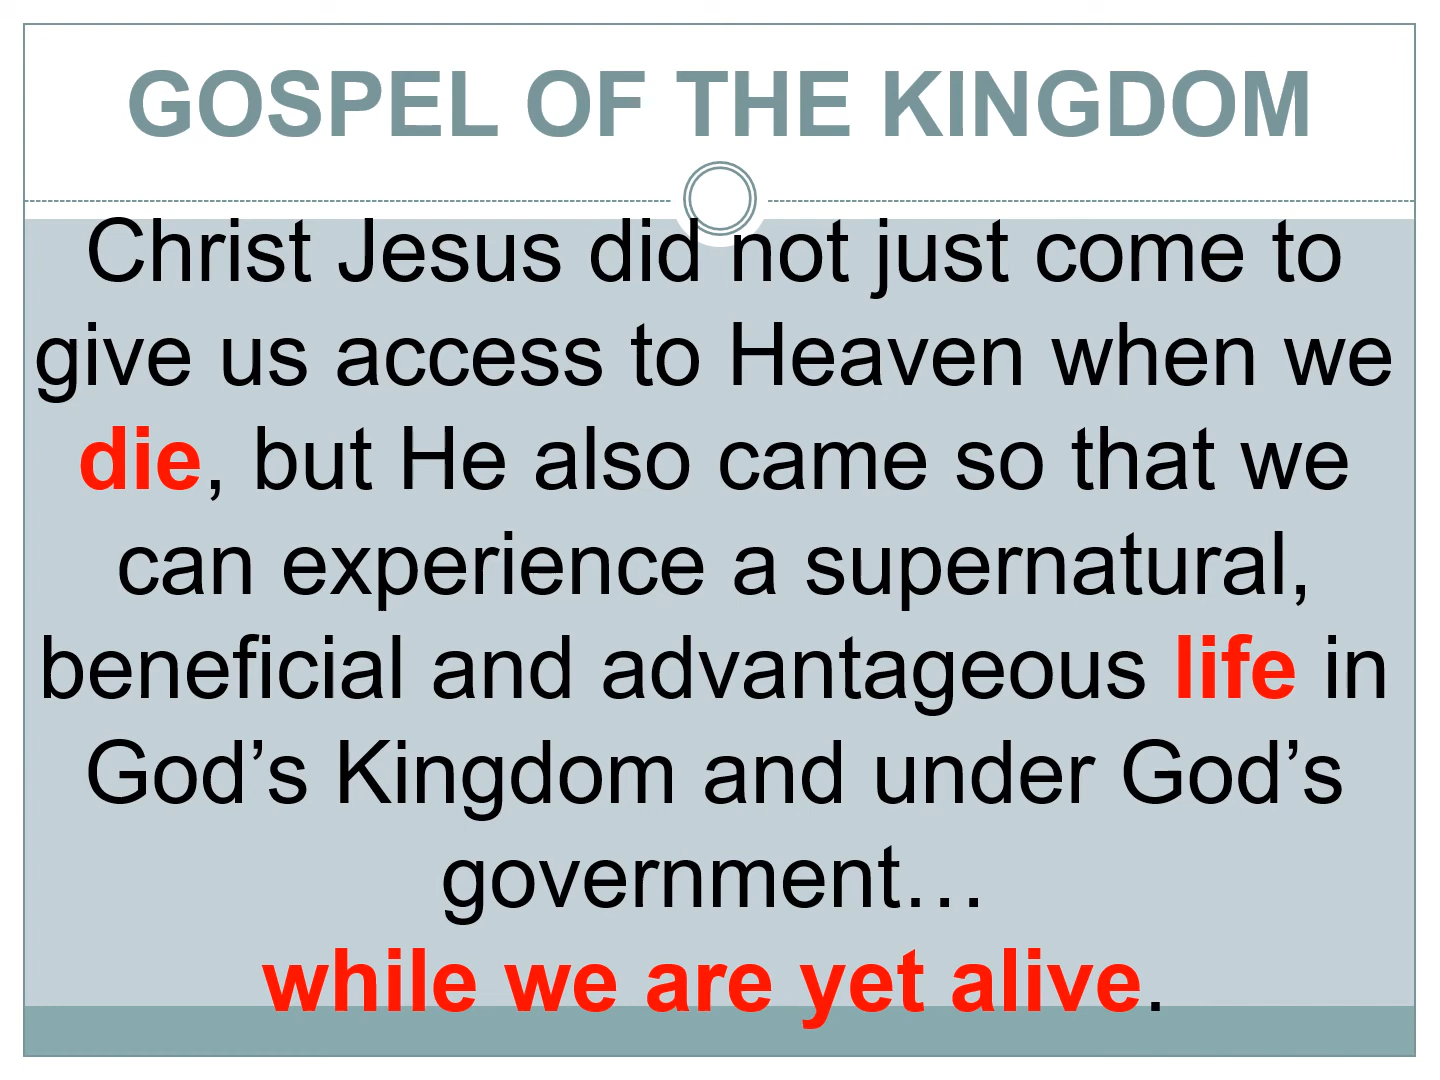 GOSPEL OF THE KINGDOM
Christ Jesus did not just come to
give us access to Heaven when we
die, but He also came so that we
can experience a supernatural,
beneficial and advantageous life in
God’s Kingdom and under God’s
government…
while we are yet alive.